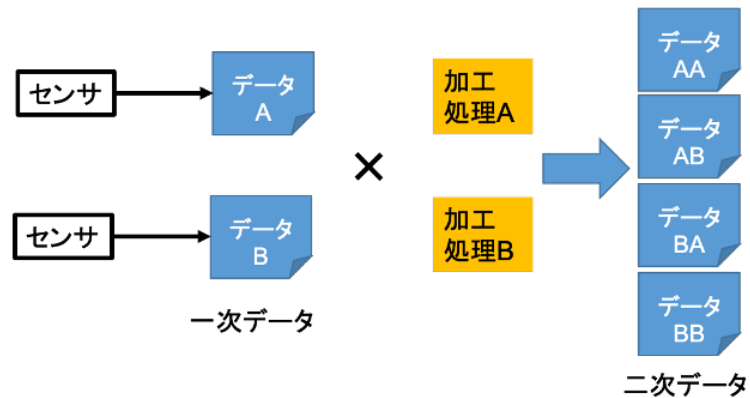 センサ
データ
A
センサ
データ
B
一次データ
×
加工
処理A
加工
処理B
データ
AA
データ
AB
データ
BA
データ
BB
二次データ